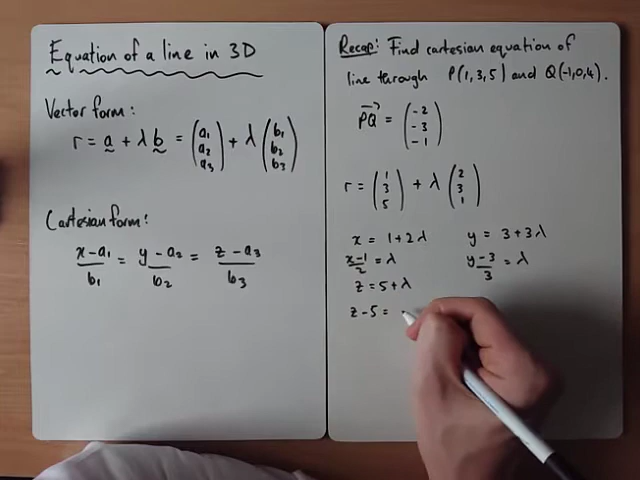 Equation of a line in 3D
Vector form:
r = a + λ b = (a₁ a₂ a₃) + λ (b₁ b₂ b₃)
Cartesian form:
x - a₁ / b₁ = y - a₂ / b₂ = z - a₃ / b₃
Recap: Find cartesian equation of
line through P(1,3,5) and Q(-1,0,4).
PQ = (-2 -3 -1)
r = (1 3 5) + λ (2 3 1)
x = 1 + 2λ y = 3 + 3λ
x-1 / 2 = λ y-3 / 3 = λ
z = 5 + λ
z - 5 =